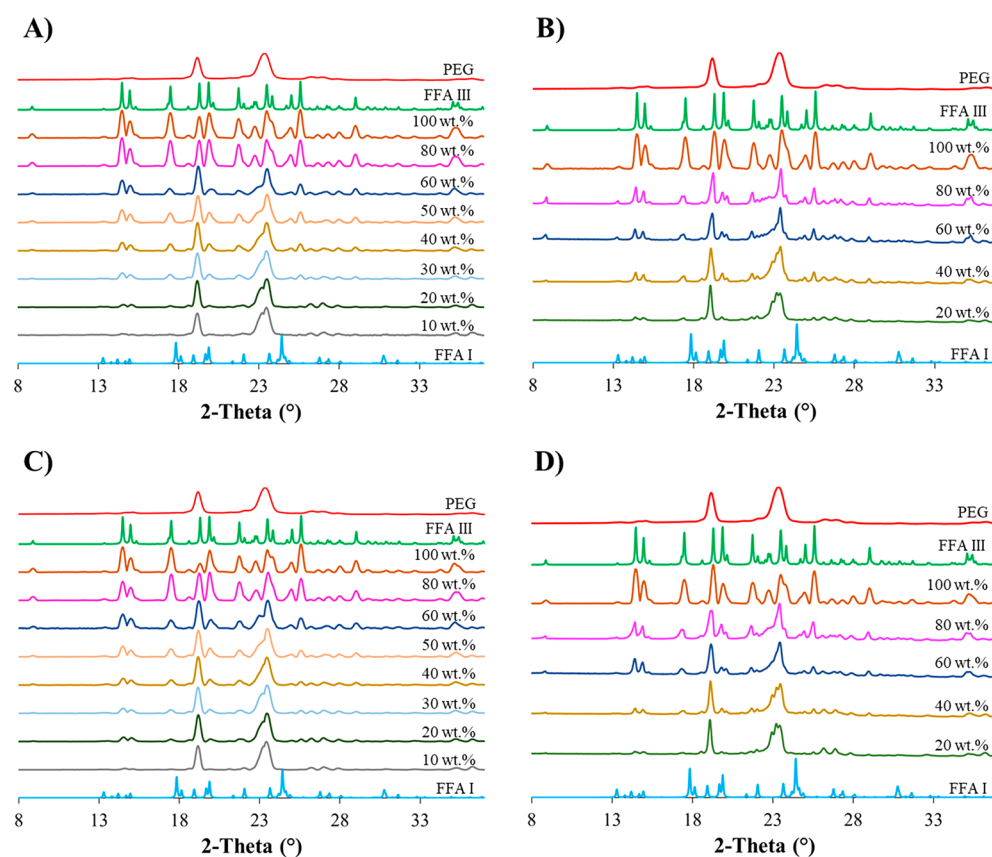 A)
PEG
FFA III
100 wt.%
80 wt.%
60 wt.%
50 wt.%
40 wt.%
30 wt.%
20 wt.%
10 wt.%
FFA I
8 13 18 23 28 33
2-Theta (°)
B)
PEG
FFA III
100 wt.%
80 wt.%
60 wt.%
40 wt.%
20 wt.%
FFA I
8 13 18 23 28 33
2-Theta (°)
C)
PEG
FFA III
100 wt.%
80 wt.%
60 wt.%
50 wt.%
40 wt.%
30 wt.%
20 wt.%
10 wt.%
FFA I
8 13 18 23 28 33
2-Theta (°)
D)
PEG
FFA III
100 wt.%
80 wt.%
60 wt.%
40 wt.%
20 wt.%
FFA I
8 13 18 23 28 33
2-Theta (°)